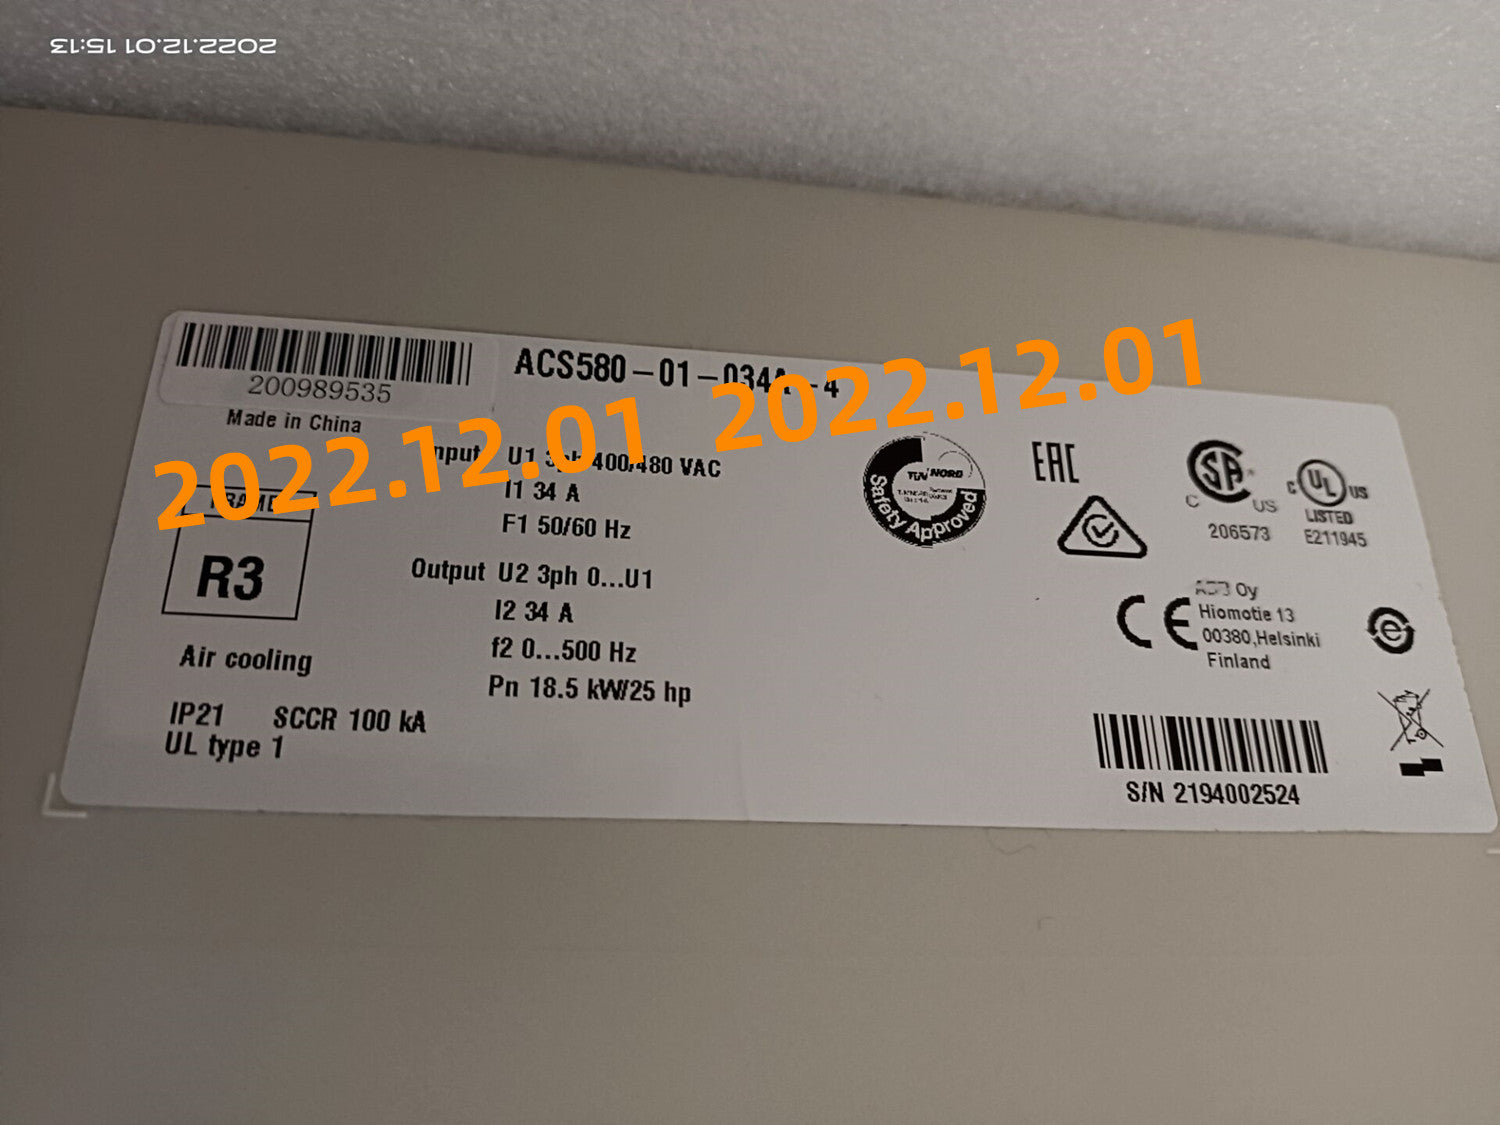 2022.12.01 15:13
200989535
ACS580-01-034A-4
Made in China
2022.12.01 2022.12.01
Input U1 3ph 400/480 VAC
I1 34 A
F1 50/60 Hz
FRAME
R3
Output U2 3ph 0...U1
I2 34 A
f2 0...500 Hz
Pn 18.5 kW/25 hp
Air cooling
IP21 SCCR 100 kA
UL type 1
TÜV NORD
Safety Approved
EAC
C SA US
206573
C UL US
LISTED
E211945
CE
Oy
Hiomotie 13
00380,Helsinki
Finland
e
S/N 2194002524